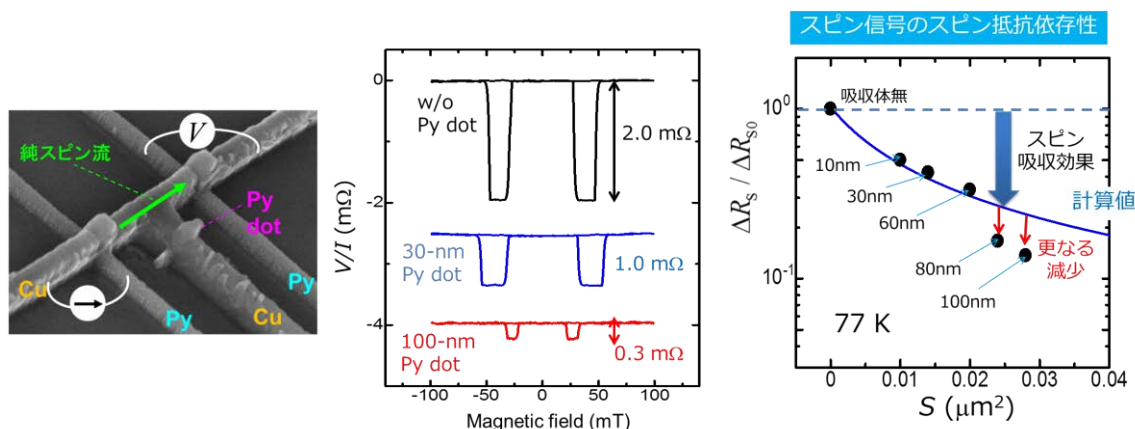 V
純スピン流
Py
dot
Cu
Py
Cu
Py
0
-2
-4
V/I (mΩ)
w/o
Py dot
2.0 mΩ
30-nm
Py dot
1.0 mΩ
100-nm
Py dot
0.3 mΩ
-100
-50
0
50
100
Magnetic field (mT)
スピン信号のスピン抵抗依存性
10⁰
10⁻¹
ΔRS / ΔRS0
吸収体無
スピン
吸収効果
10nm
30nm
60nm
計算値
80nm
更なる
減少
100nm
77 K
0
0.01
0.02
0.03
0.04
S (μm²)